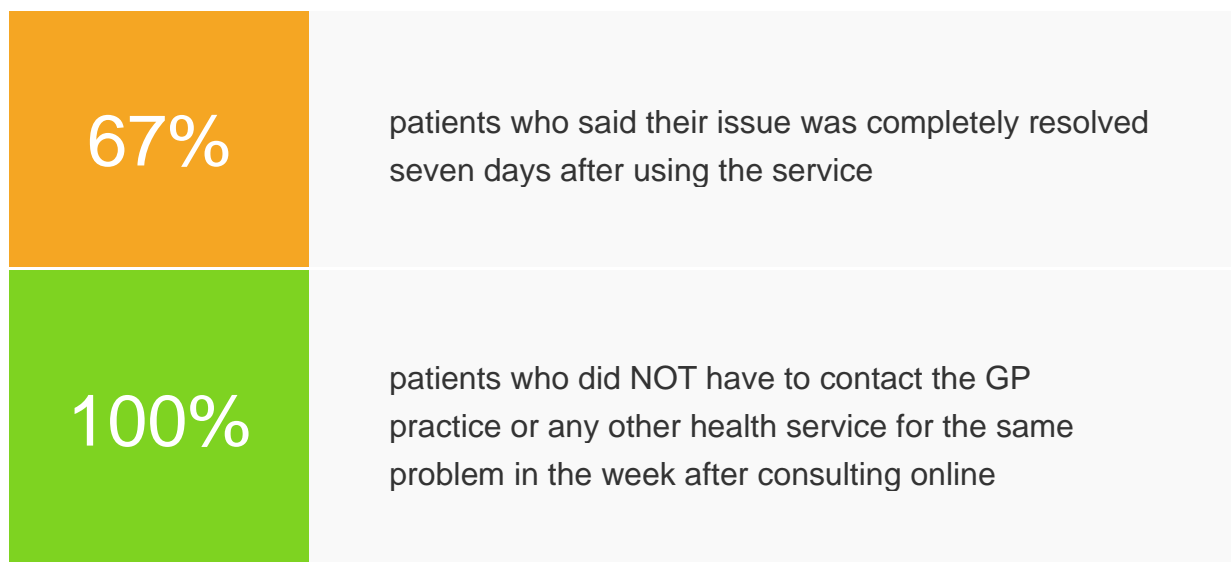 67%
patients who said their issue was completely resolved
seven days after using the service
100%
patients who did NOT have to contact the GP
practice or any other health service for the same
problem in the week after consulting online